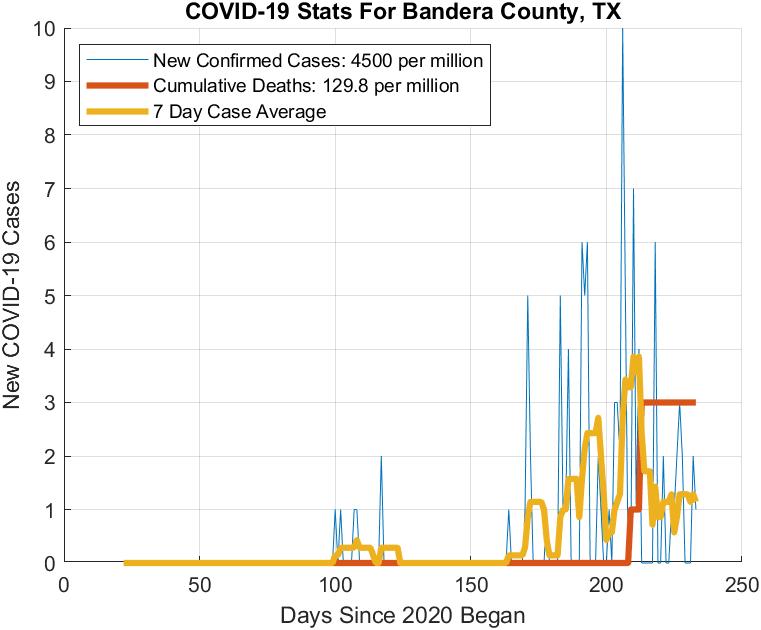 COVID-19 Stats For Bandera County, TX
New Confirmed Cases: 4500 per million
Cumulative Deaths: 129.8 per million
7 Day Case Average
New COVID-19 Cases
10
9
8
7
6
5
4
3
2
1
0
0 50 100 150 200 250
Days Since 2020 Began